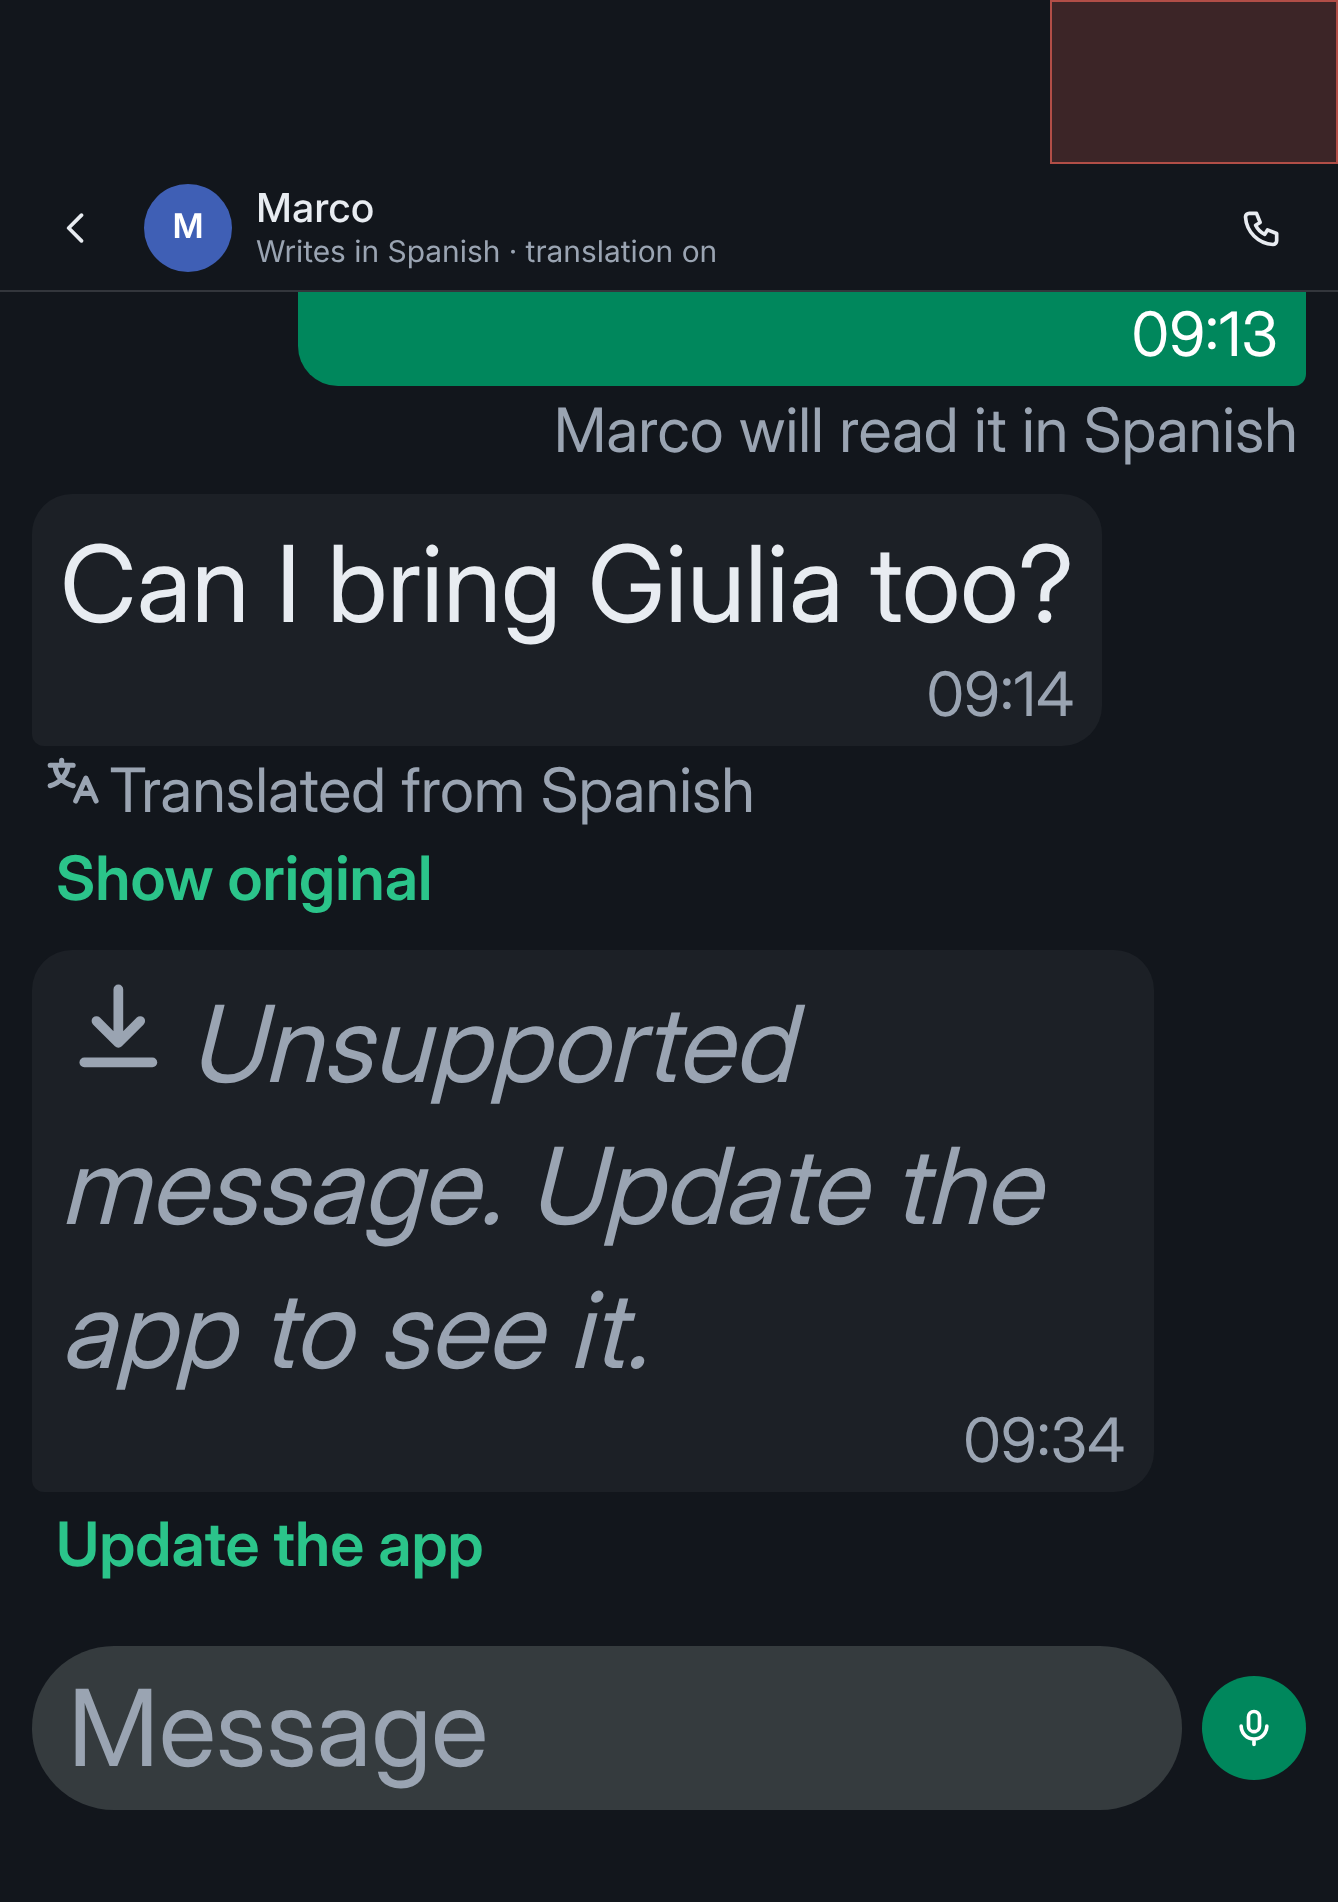 M
Marco
Writes in Spanish · translation on
09:13
Marco will read it in Spanish
Can I bring Giulia too?
09:14
Translated from Spanish
Show original
Unsupported
message. Update the
app to see it.
09:34
Update the app
Message